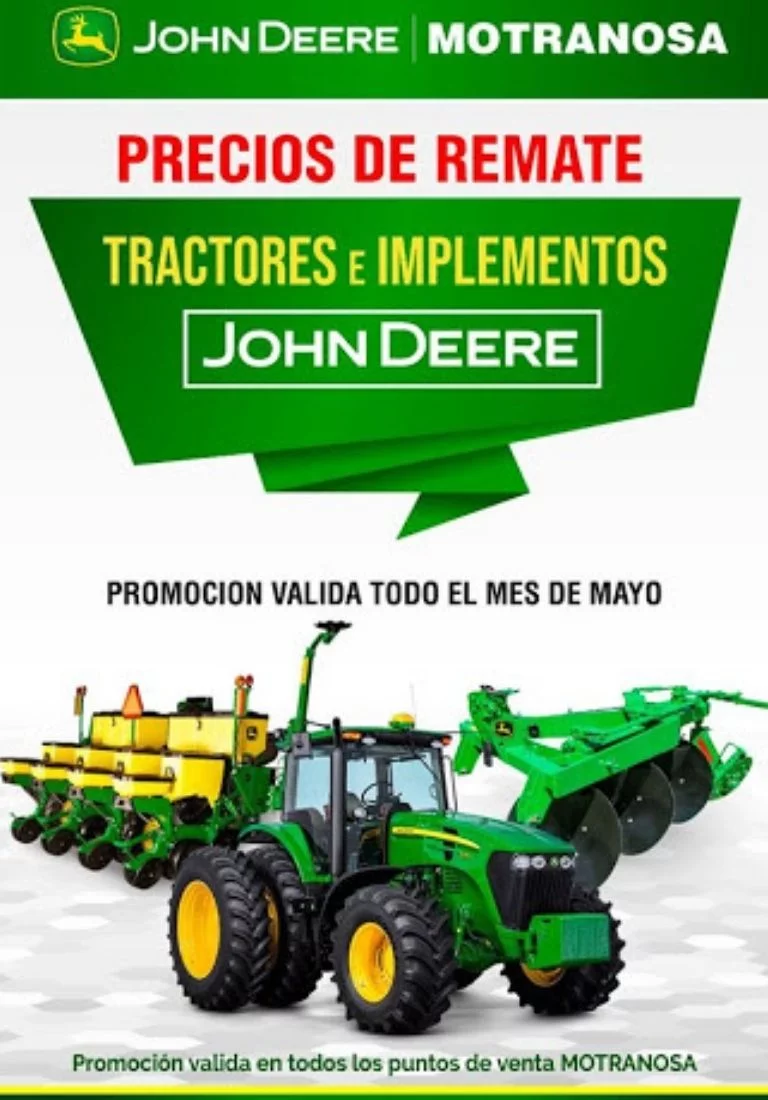 JOHN DEERE | MOTRANOSA
PRECIOS DE REMATE
TRACTORES E IMPLEMENTOS
JOHN DEERE
PROMOCION VALIDA TODO EL MES DE MAYO
Promoción valida en todos los puntos de venta MOTRANOSA